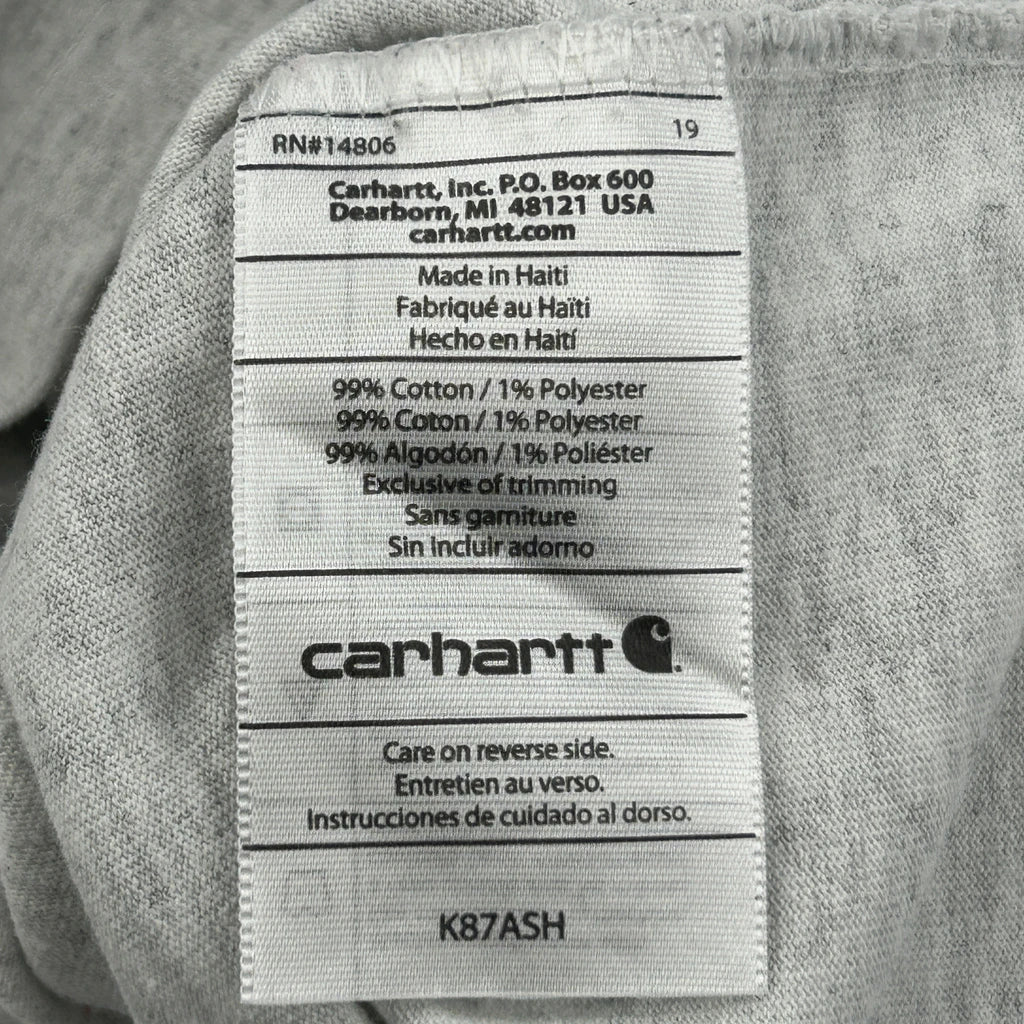 RN#14806 19
Carhartt, Inc. P.O. Box 600
Dearborn, MI 48121 USA
carhartt.com
Made in Haiti
Fabriqué au Haïti
Hecho en Haití
99% Cotton / 1% Polyester
99% Coton / 1% Polyester
99% Algodón / 1% Poliéster
Exclusive of trimming
Sans garniture
Sin incluir adorno
carhartt
Care on reverse side.
Entretien au verso.
Instrucciones de cuidado al dorso.
K87ASH